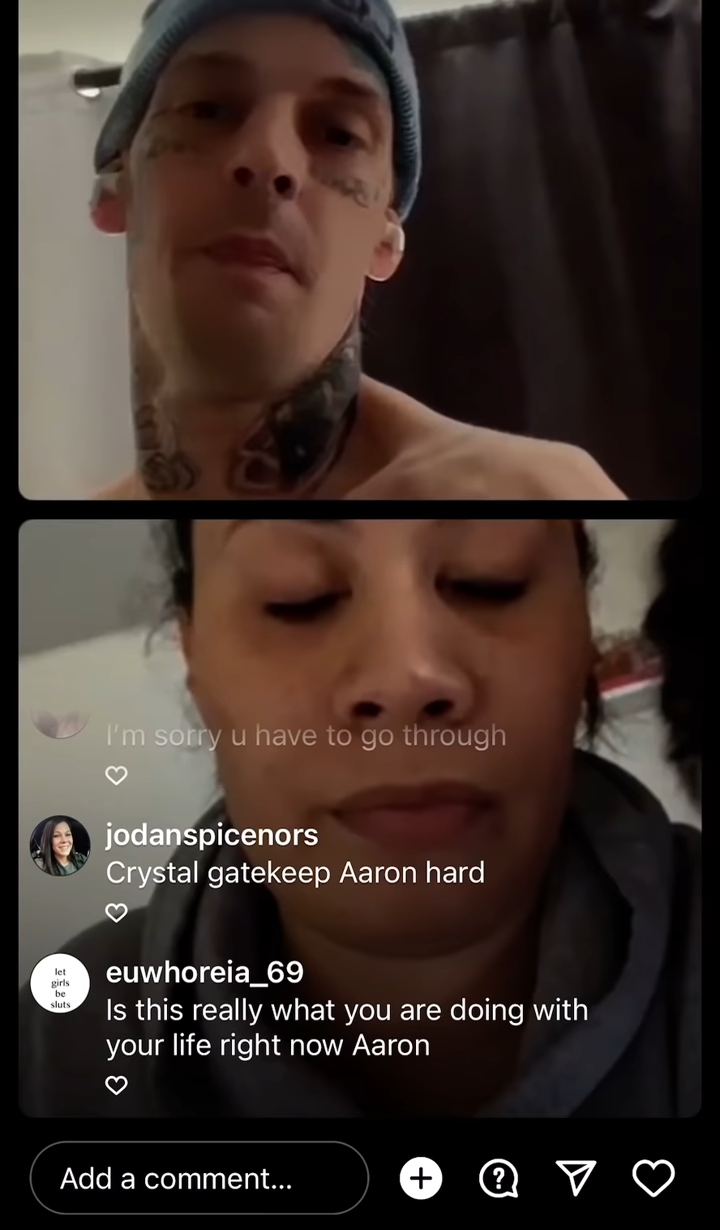 I'm sorry u have to go through
jodanspicenors
Crystal gatekeep Aaron hard
let
girls
be
sluts
euwhoreia_69
Is this really what you are doing with
your life right now Aaron
Add a comment...